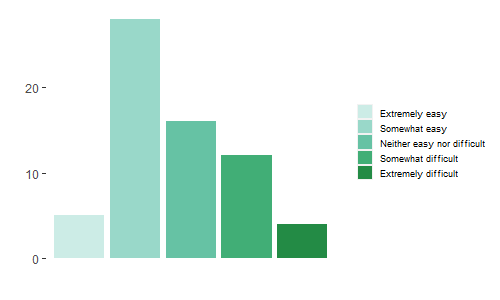 20
10
0
Extremely easy
Somewhat easy
Neither easy nor difficult
Somewhat difficult
Extremely difficult